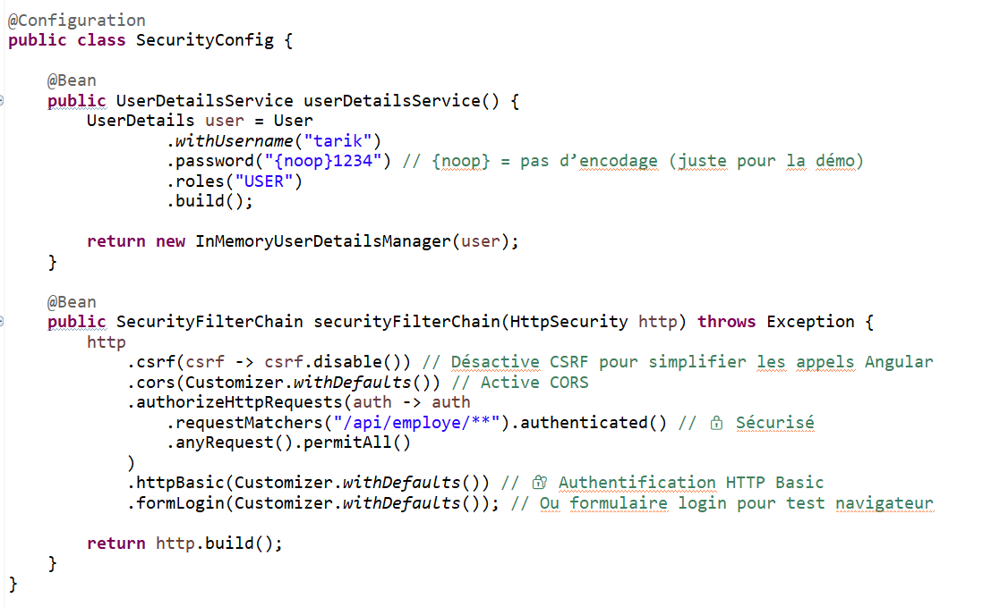 @Configuration
public class SecurityConfig {
@Bean
public UserDetailsService userDetailsService() {
UserDetails user = User
.withUsername("tarik")
.password("{noop}1234") // {noop} = pas d’encodage (juste pour la démo)
.roles("USER")
.build();
return new InMemoryUserDetailsManager(user);
}
@Bean
public SecurityFilterChain securityFilterChain(HttpSecurity http) throws Exception {
http
.csrf(csrf -> csrf.disable()) // Désactive CSRF pour simplifier les appels Angular
.cors(Customizer.withDefaults()) // Active CORS
.authorizeHttpRequests(auth -> auth
.requestMatchers("/api/employe/**").authenticated() // 🔒 Sécurisé
.anyRequest().permitAll()
)
.httpBasic(Customizer.withDefaults()) // 🔐 Authentification HTTP Basic
.formLogin(Customizer.withDefaults()); // Ou formulaire login pour test navigateur
return http.build();
}
}